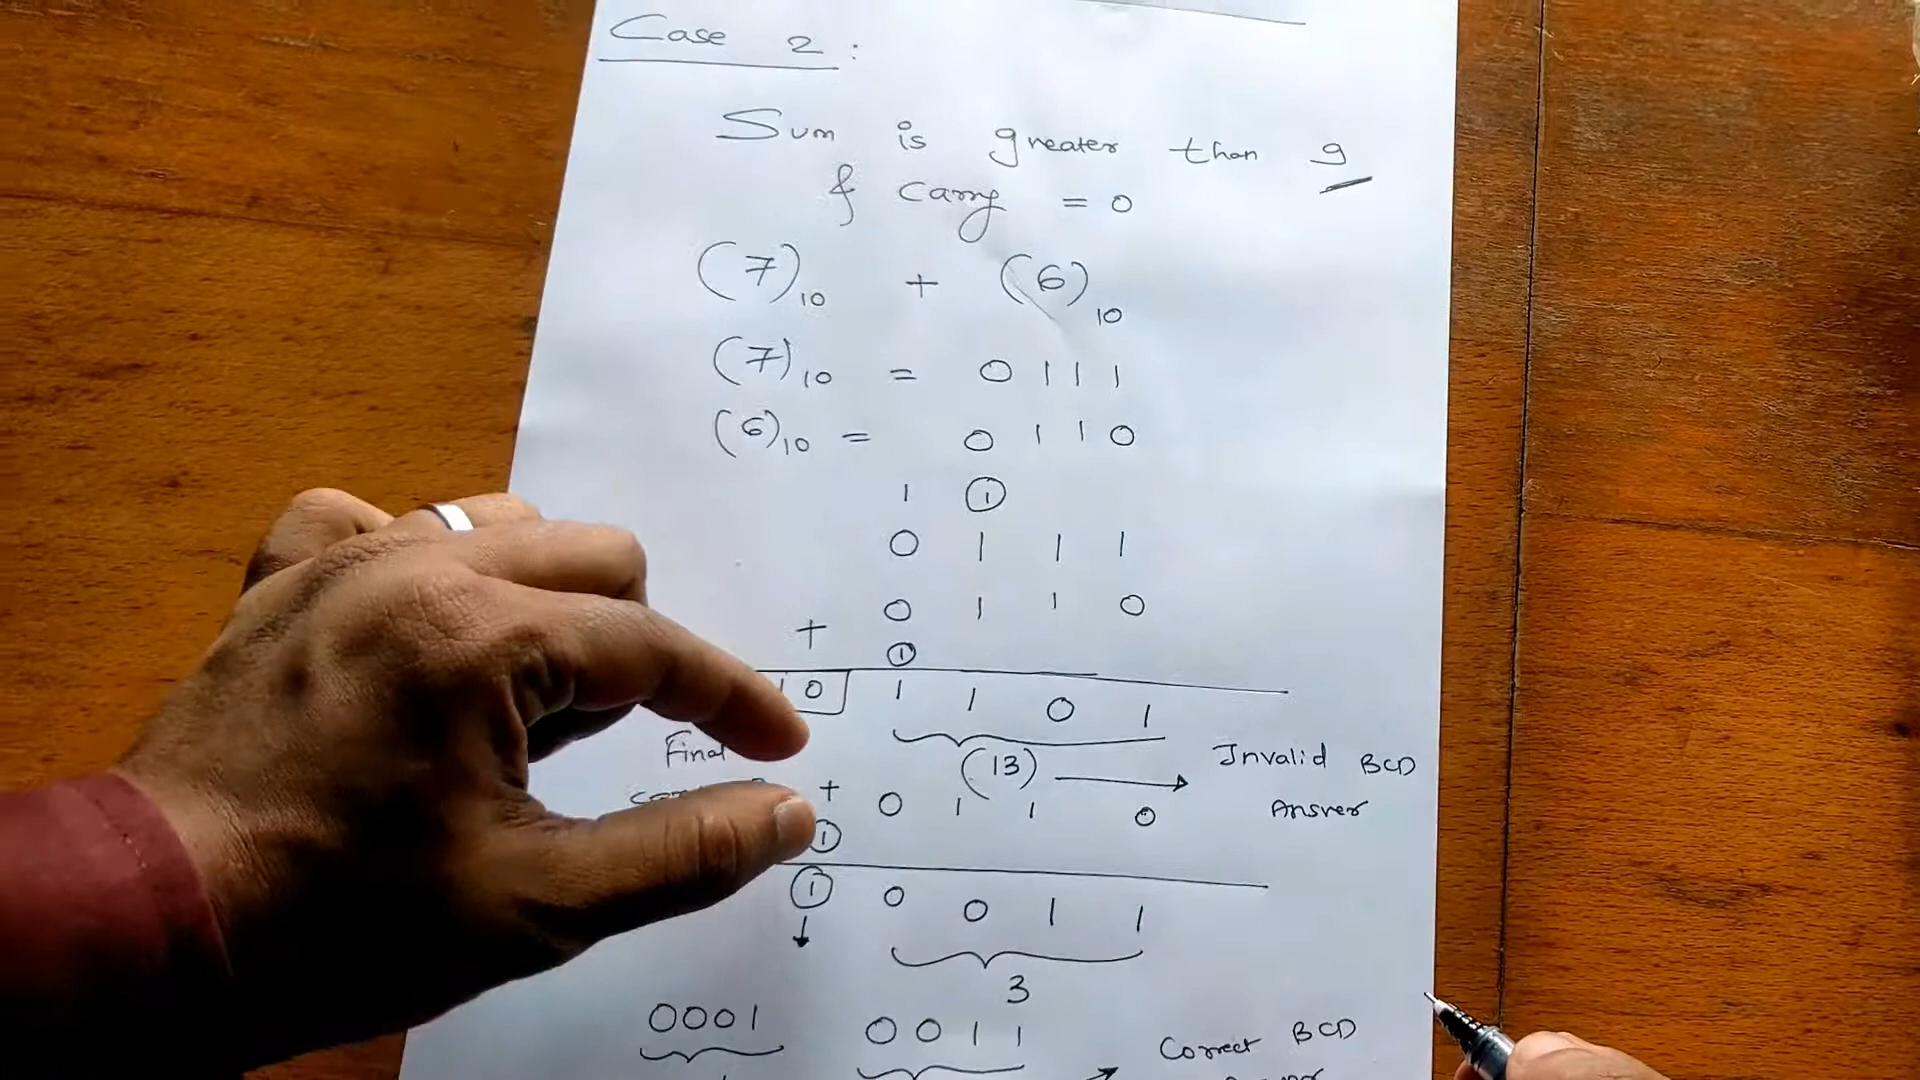 Case 2 :
Sum is greater than 9
& carry = 0
(7)10 + (6)10
(7)10 = 0 1 1 1
(6)10 = 0 1 1 0
1 1
0 1 1 1
+ 0 1 1 0
1
1 0 1 1 0 1
Final (13) Invalid BCD
+ 0 1 1 0 Answer
1
1 0 0 1 1
3
0001 0011 Correct BCD